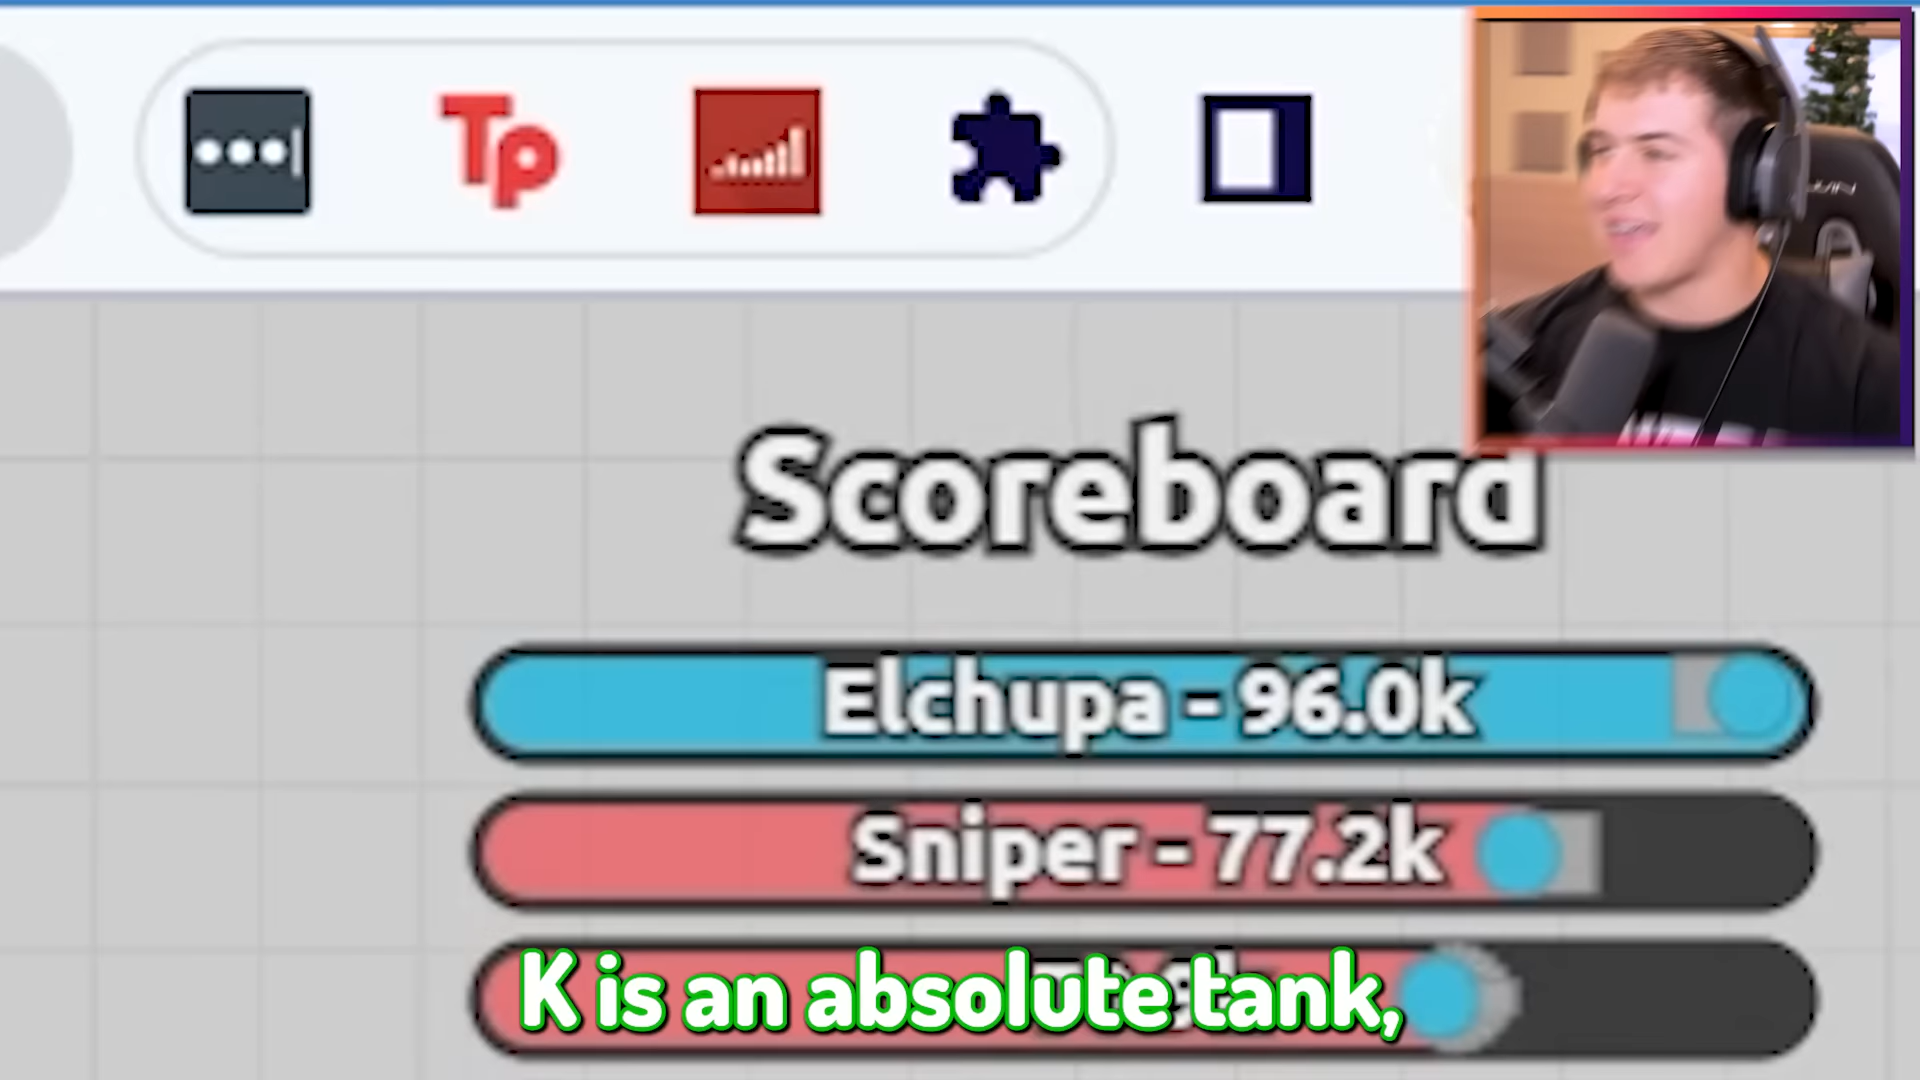 Tp
Scoreboard
Elchupa - 96.0k
Sniper - 77.2k
K is an absolute tank,